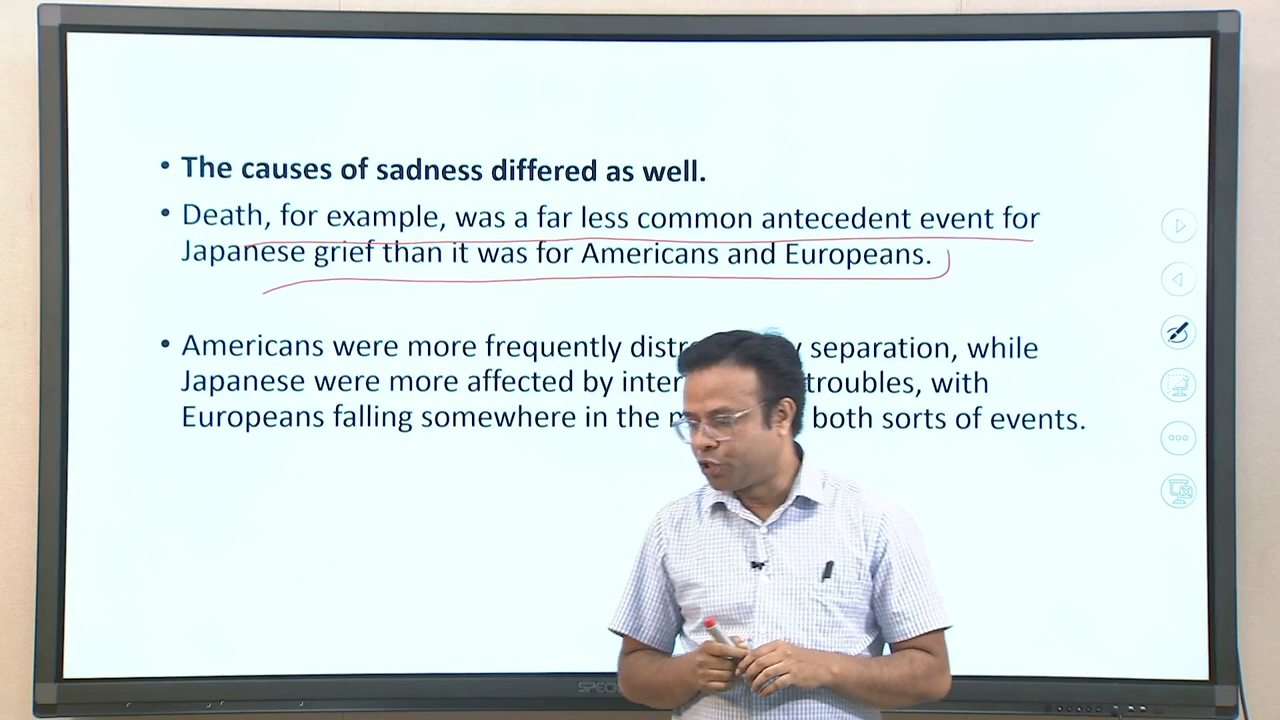 • The causes of sadness differed as well.
• Death, for example, was a far less common antecedent event for
Japanese grief than it was for Americans and Europeans.
• Americans were more frequently separation, while
Japanese were more affected by troubles, with
Europeans falling somewhere in the both sorts of events.